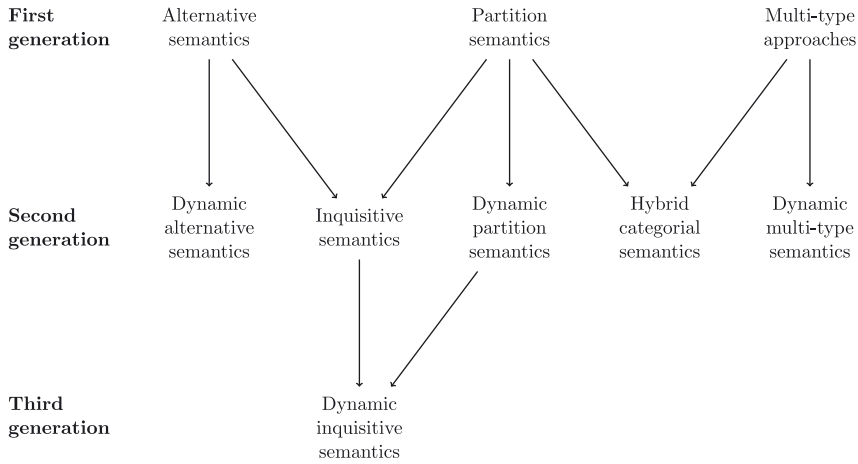 First generation
Alternative semantics
Partition semantics
Multi-type approaches
Second generation
Dynamic alternative semantics
Inquisitive semantics
Dynamic partition semantics
Hybrid categorial semantics
Dynamic multi-type semantics
Third generation
Dynamic inquisitive semantics